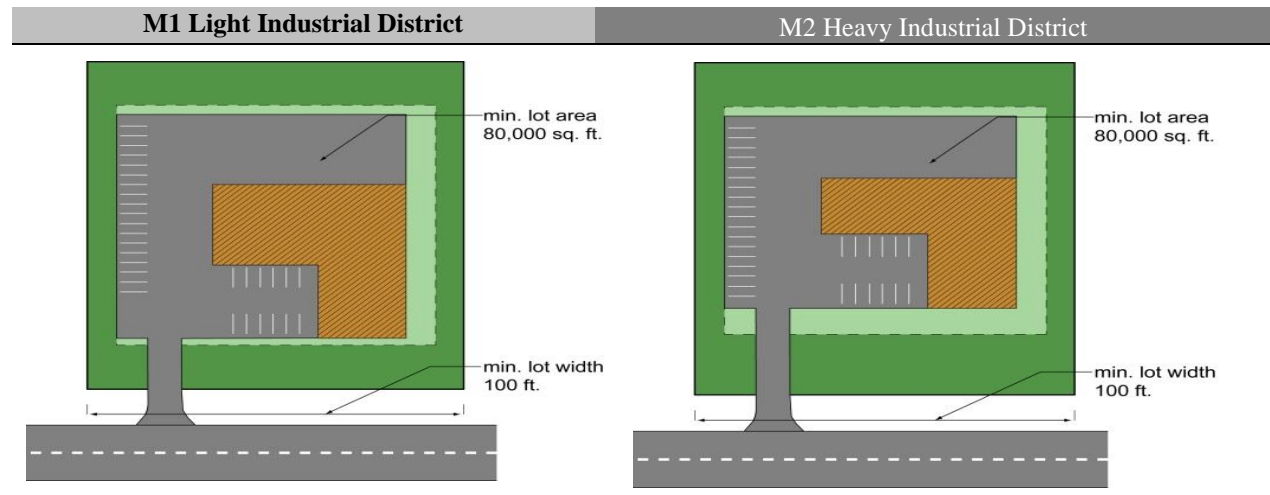 M1 Light Industrial District
M2 Heavy Industrial District
min. lot area
80,000 sq. ft.
min. lot width
100 ft.
min. lot area
80,000 sq. ft.
min. lot width
100 ft.